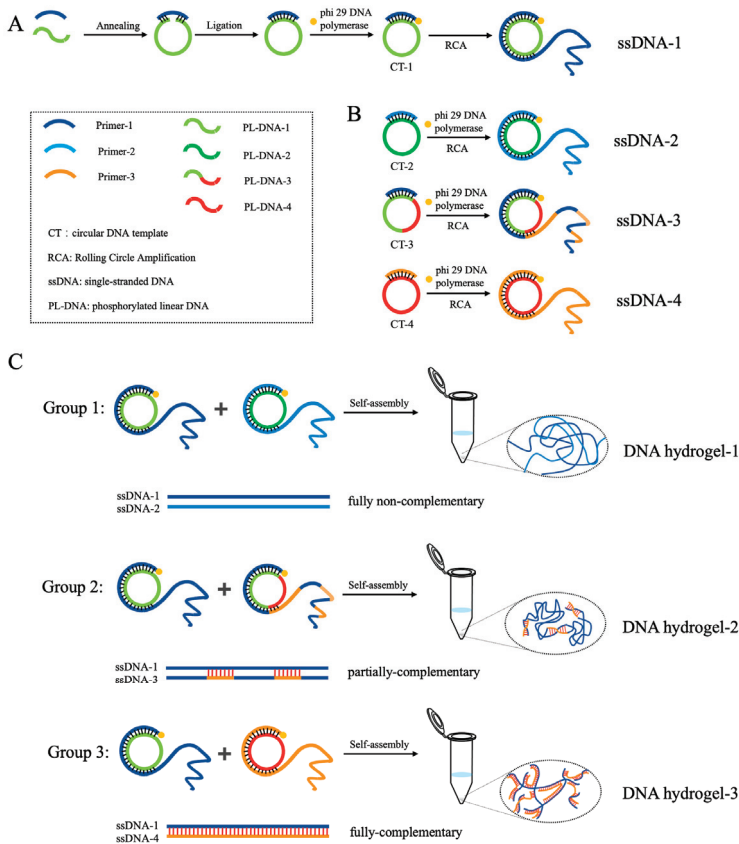 A
Annealing
Ligation
phi 29 DNA
polymerase
CT-1
RCA
ssDNA-1
Primer-1
Primer-2
Primer-3
PL-DNA-1
PL-DNA-2
PL-DNA-3
PL-DNA-4
CT : circular DNA template
RCA: Rolling Circle Amplification
ssDNA: single-stranded DNA
PL-DNA: phosphorylated linear DNA
B
phi 29 DNA
polymerase
RCA
CT-2
ssDNA-2
phi 29 DNA
polymerase
RCA
CT-3
ssDNA-3
phi 29 DNA
polymerase
RCA
CT-4
ssDNA-4
C
Group 1:
+
Self-assembly
DNA hydrogel-1
ssDNA-1
ssDNA-2
fully non-complementary
Group 2:
+
Self-assembly
DNA hydrogel-2
ssDNA-1
ssDNA-3
partially-complementary
Group 3:
+
Self-assembly
DNA hydrogel-3
ssDNA-1
ssDNA-4
fully-complementary